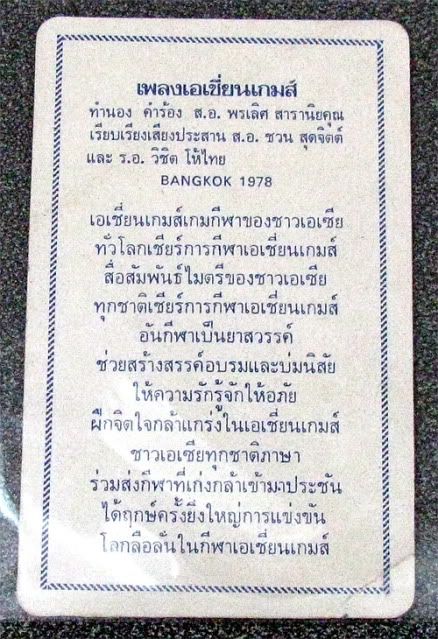 เพลงเอเชี่ยนเกมส์
ทำนอง คำร้อง ส.อ. พรเลิศ สารานิยคุณ
เรียบเรียงเสียงประสาน ส.อ. ชวน สุดจิตต์
และ ร.อ. วิชิต โห้ไทย
BANGKOK 1978
เอเชี่ยนเกมส์เกมกีฬาของชาวเอเซีย
ทั่วโลกเชียร์การกีฬาเอเชี่ยนเกมส์
สื่อสัมพันธ์ไมตรีของชาวเอเซีย
ทุกชาติเชียร์การกีฬาเอเชี่ยนเกมส์
อันกีฬาเป็นยาสวรรค์
ช่วยสร้างสรรค์อบรมและบ่มนิสัย
ให้ความรักรู้จักให้อภัย
ฝึกจิตใจกล้าแกร่งในเอเชี่ยนเกมส์
ชาวเอเซียทุกชาติภาษา
ร่วมส่งกีฬาที่เก่งกล้าเข้ามาประชัน
ได้ฤกษ์ครั้งยิ่งใหญ่การแข่งขัน
โลกลือลั่นในกีฬาเอเชี่ยนเกมส์